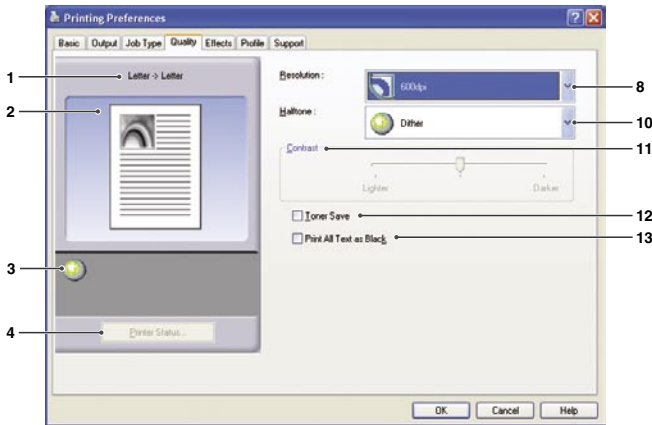 Printing Preferences
Basic Output Job Type Quality Effects Profile Support
1 Letter -> Letter
Resolution :
600dpi 8
2
Halftone :
Dither 10
Contrast 11
Lighter Darker
Toner Save 12
Print All Text as Black 13
3
4 Printer Status...
OK Cancel Help